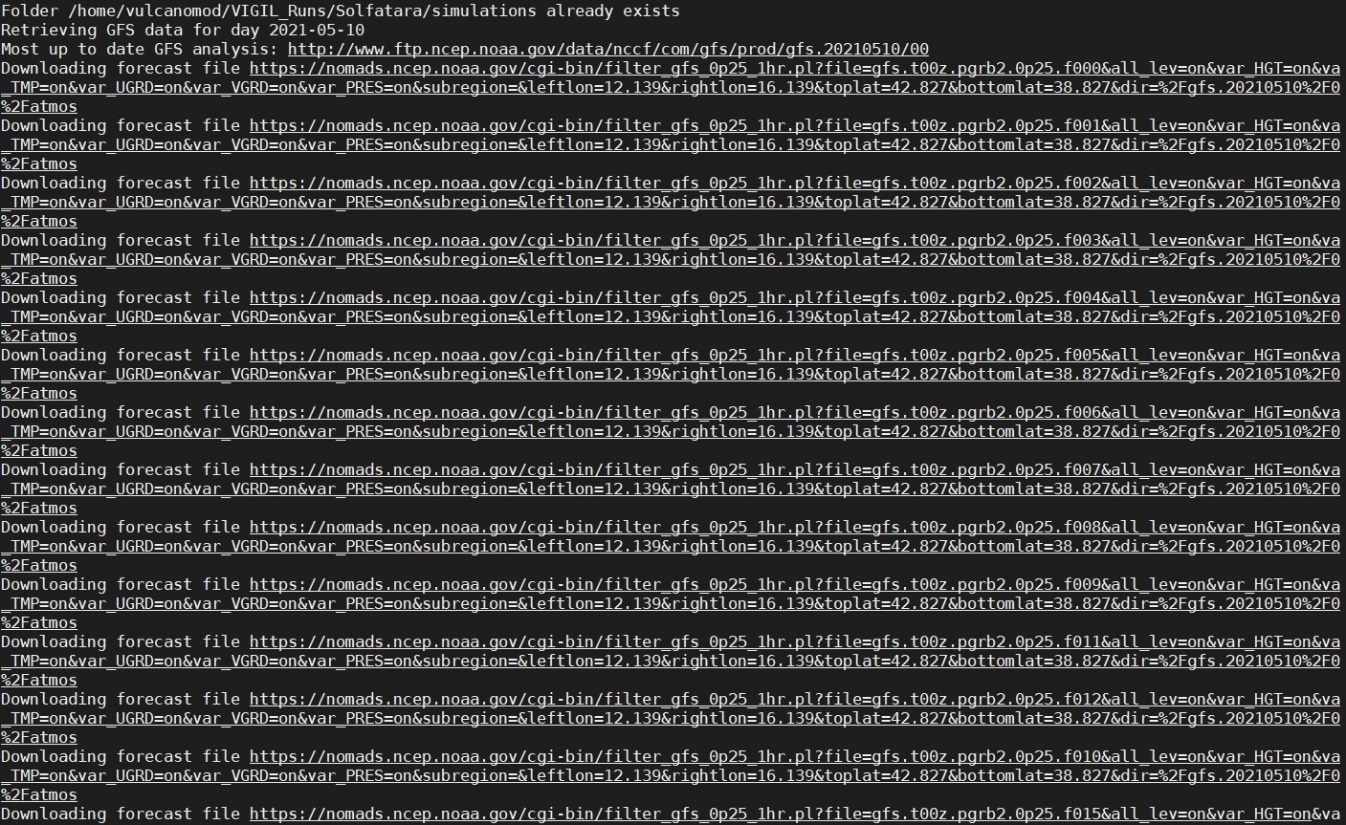 Folder /home/vulcanomod/VIGIL_Runs/Solfatara/simulations already exists
Retrieving GFS data for day 2021-05-10
Most up to date GFS analysis: http://www.ftp.ncep.noaa.gov/data/nccf/com/gfs/prod/gfs.20210510/00
Downloading forecast file https://nomads.ncep.noaa.gov/cgi-bin/filter_gfs_0p25_1hr.pl?file=gfs.t00z.pgrb2.0p25.f000&all_lev=on&var_HGT=on&va
_TMP=on&var_UGRD=on&var_VGRD=on&var_PRES=on&subregion=&leftlon=12.139&rightlon=16.139&toplat=42.827&bottomlat=38.827&dir=%2Fgfs.20210510%2F0
%2Fatmos
Downloading forecast file https://nomads.ncep.noaa.gov/cgi-bin/filter_gfs_0p25_1hr.pl?file=gfs.t00z.pgrb2.0p25.f001&all_lev=on&var_HGT=on&va
_TMP=on&var_UGRD=on&var_VGRD=on&var_PRES=on&subregion=&leftlon=12.139&rightlon=16.139&toplat=42.827&bottomlat=38.827&dir=%2Fgfs.20210510%2F0
%2Fatmos
Downloading forecast file https://nomads.ncep.noaa.gov/cgi-bin/filter_gfs_0p25_1hr.pl?file=gfs.t00z.pgrb2.0p25.f002&all_lev=on&var_HGT=on&va
_TMP=on&var_UGRD=on&var_VGRD=on&var_PRES=on&subregion=&leftlon=12.139&rightlon=16.139&toplat=42.827&bottomlat=38.827&dir=%2Fgfs.20210510%2F0
%2Fatmos
Downloading forecast file https://nomads.ncep.noaa.gov/cgi-bin/filter_gfs_0p25_1hr.pl?file=gfs.t00z.pgrb2.0p25.f003&all_lev=on&var_HGT=on&va
_TMP=on&var_UGRD=on&var_VGRD=on&var_PRES=on&subregion=&leftlon=12.139&rightlon=16.139&toplat=42.827&bottomlat=38.827&dir=%2Fgfs.20210510%2F0
%2Fatmos
Downloading forecast file https://nomads.ncep.noaa.gov/cgi-bin/filter_gfs_0p25_1hr.pl?file=gfs.t00z.pgrb2.0p25.f004&all_lev=on&var_HGT=on&va
_TMP=on&var_UGRD=on&var_VGRD=on&var_PRES=on&subregion=&leftlon=12.139&rightlon=16.139&toplat=42.827&bottomlat=38.827&dir=%2Fgfs.20210510%2F0
%2Fatmos
Downloading forecast file https://nomads.ncep.noaa.gov/cgi-bin/filter_gfs_0p25_1hr.pl?file=gfs.t00z.pgrb2.0p25.f005&all_lev=on&var_HGT=on&va
_TMP=on&var_UGRD=on&var_VGRD=on&var_PRES=on&subregion=&leftlon=12.139&rightlon=16.139&toplat=42.827&bottomlat=38.827&dir=%2Fgfs.20210510%2F0
%2Fatmos
Downloading forecast file https://nomads.ncep.noaa.gov/cgi-bin/filter_gfs_0p25_1hr.pl?file=gfs.t00z.pgrb2.0p25.f006&all_lev=on&var_HGT=on&va
_TMP=on&var_UGRD=on&var_VGRD=on&var_PRES=on&subregion=&leftlon=12.139&rightlon=16.139&toplat=42.827&bottomlat=38.827&dir=%2Fgfs.20210510%2F0
%2Fatmos
Downloading forecast file https://nomads.ncep.noaa.gov/cgi-bin/filter_gfs_0p25_1hr.pl?file=gfs.t00z.pgrb2.0p25.f007&all_lev=on&var_HGT=on&va
_TMP=on&var_UGRD=on&var_VGRD=on&var_PRES=on&subregion=&leftlon=12.139&rightlon=16.139&toplat=42.827&bottomlat=38.827&dir=%2Fgfs.20210510%2F0
%2Fatmos
Downloading forecast file https://nomads.ncep.noaa.gov/cgi-bin/filter_gfs_0p25_1hr.pl?file=gfs.t00z.pgrb2.0p25.f008&all_lev=on&var_HGT=on&va
_TMP=on&var_UGRD=on&var_VGRD=on&var_PRES=on&subregion=&leftlon=12.139&rightlon=16.139&toplat=42.827&bottomlat=38.827&dir=%2Fgfs.20210510%2F0
%2Fatmos
Downloading forecast file https://nomads.ncep.noaa.gov/cgi-bin/filter_gfs_0p25_1hr.pl?file=gfs.t00z.pgrb2.0p25.f009&all_lev=on&var_HGT=on&va
_TMP=on&var_UGRD=on&var_VGRD=on&var_PRES=on&subregion=&leftlon=12.139&rightlon=16.139&toplat=42.827&bottomlat=38.827&dir=%2Fgfs.20210510%2F0
%2Fatmos
Downloading forecast file https://nomads.ncep.noaa.gov/cgi-bin/filter_gfs_0p25_1hr.pl?file=gfs.t00z.pgrb2.0p25.f011&all_lev=on&var_HGT=on&va
_TMP=on&var_UGRD=on&var_VGRD=on&var_PRES=on&subregion=&leftlon=12.139&rightlon=16.139&toplat=42.827&bottomlat=38.827&dir=%2Fgfs.20210510%2F0
%2Fatmos
Downloading forecast file https://nomads.ncep.noaa.gov/cgi-bin/filter_gfs_0p25_1hr.pl?file=gfs.t00z.pgrb2.0p25.f012&all_lev=on&var_HGT=on&va
_TMP=on&var_UGRD=on&var_VGRD=on&var_PRES=on&subregion=&leftlon=12.139&rightlon=16.139&toplat=42.827&bottomlat=38.827&dir=%2Fgfs.20210510%2F0
%2Fatmos
Downloading forecast file https://nomads.ncep.noaa.gov/cgi-bin/filter_gfs_0p25_1hr.pl?file=gfs.t00z.pgrb2.0p25.f010&all_lev=on&var_HGT=on&va
_TMP=on&var_UGRD=on&var_VGRD=on&var_PRES=on&subregion=&leftlon=12.139&rightlon=16.139&toplat=42.827&bottomlat=38.827&dir=%2Fgfs.20210510%2F0
%2Fatmos
Downloading forecast file https://nomads.ncep.noaa.gov/cgi-bin/filter_gfs_0p25_1hr.pl?file=gfs.t00z.pgrb2.0p25.f015&all_lev=on&var_HGT=on&va